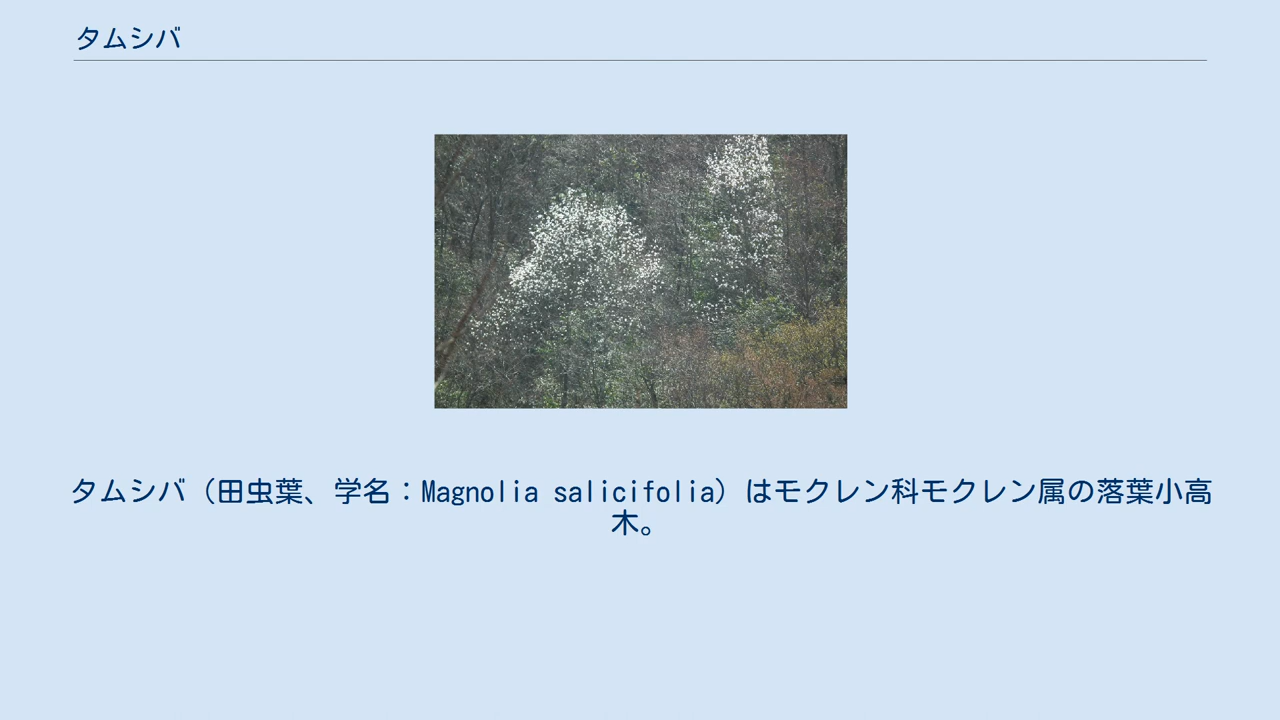 タムシバ
タムシバ（田虫葉、学名：Magnolia salicifolia）はモクレン科モクレン属の落葉小高
木。